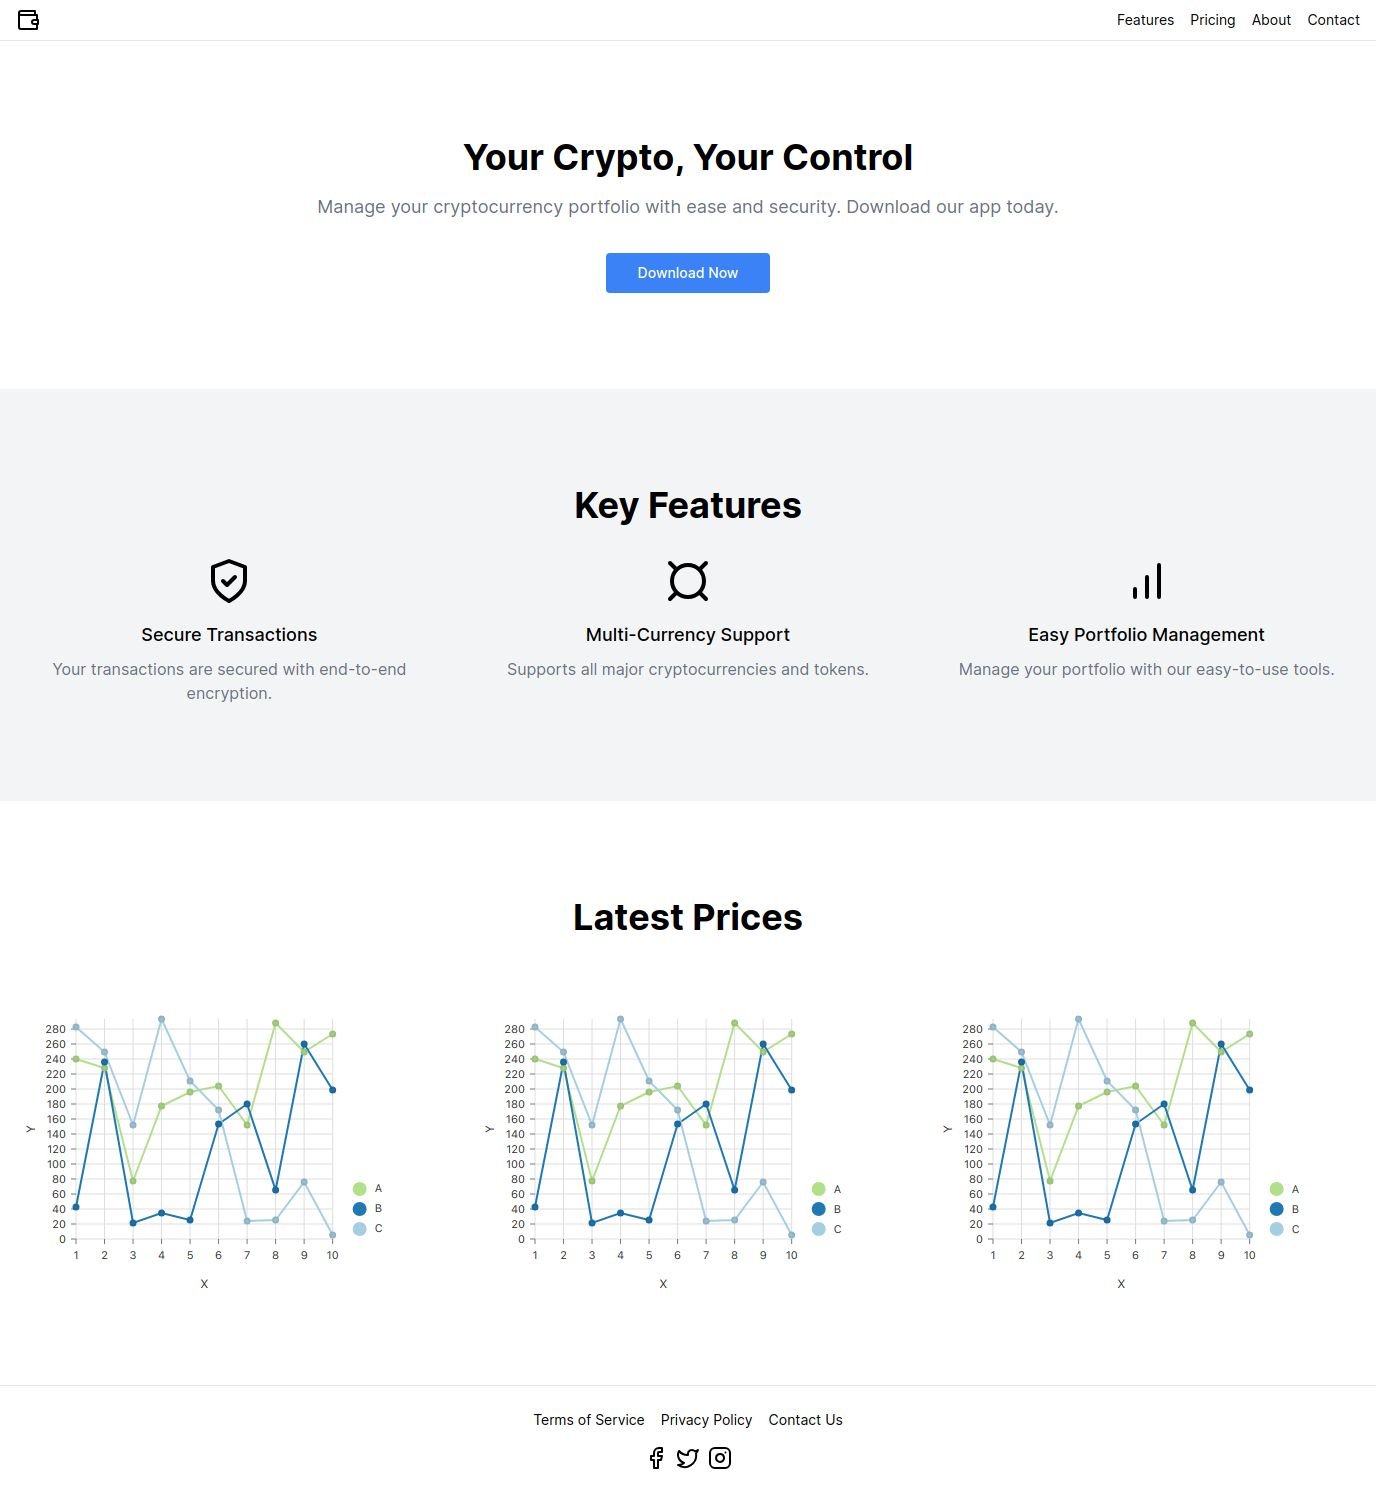 Features Pricing About Contact
Your Crypto, Your Control
Manage your cryptocurrency portfolio with ease and security. Download our app today.
Download Now
Key Features
Secure Transactions
Your transactions are secured with end-to-end
encryption.
Multi-Currency Support
Supports all major cryptocurrencies and tokens.
Easy Portfolio Management
Manage your portfolio with our easy-to-use tools.
Latest Prices
280
260
240
220
200
180
160
140
120
100
80
60
40
20
0
Y
1 2 3 4 5 6 7 8 9 10
X
A
B
C
280
260
240
220
200
180
160
140
120
100
80
60
40
20
0
Y
1 2 3 4 5 6 7 8 9 10
X
A
B
C
280
260
240
220
200
180
160
140
120
100
80
60
40
20
0
Y
1 2 3 4 5 6 7 8 9 10
X
A
B
C
Terms of Service Privacy Policy Contact Us